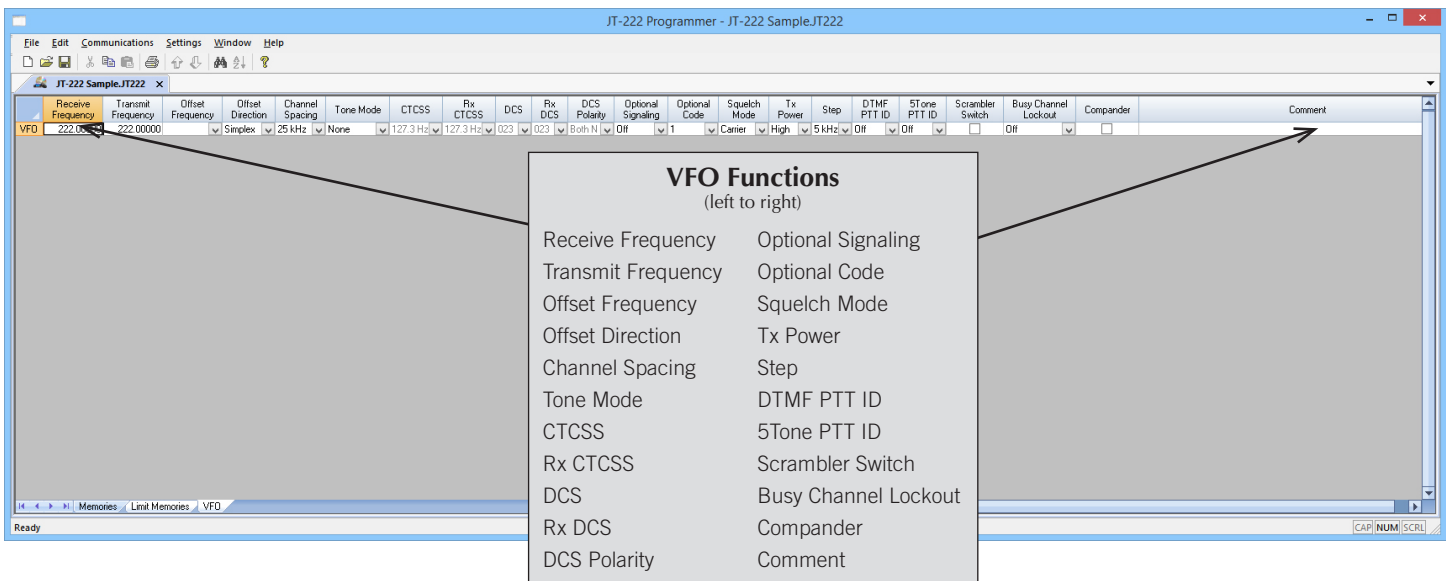 JT-222 Programmer - JT-222 Sample.JT222
File Edit Communications Settings Window Help
JT-222 Sample.JT222
Receive Frequency Transmit Frequency Offset Frequency Offset Direction Channel Spacing Tone Mode CTCSS Rx CTCSS DCS Rx DCS DCS Polarity Optional Signaling Optional Code Squelch Mode Tx Power Step DTMF PTT ID 5Tone PTT ID Scrambler Switch Busy Channel Lockout Compander Comment
VFO 222.00000 222.00000 Simplex 25 kHz None 127.3 Hz 127.3 Hz 023 023 Both N Off 1 Carrier High 5 kHz Off Off Off
VFO Functions
(left to right)
Receive Frequency
Transmit Frequency
Offset Frequency
Offset Direction
Channel Spacing
Tone Mode
CTCSS
Rx CTCSS
DCS
Rx DCS
DCS Polarity
Optional Signaling
Optional Code
Squelch Mode
Tx Power
Step
DTMF PTT ID
5Tone PTT ID
Scrambler Switch
Busy Channel Lockout
Compander
Comment
Memories Limit Memories VFO
Ready CAP NUM SCRL